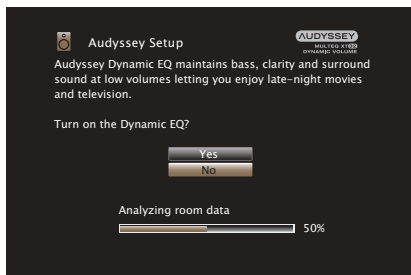 Audyssey Setup
AUDYSSEY
MULTEQ XT32
DYNAMIC VOLUME
Audyssey Dynamic EQ maintains bass, clarity and surround
sound at low volumes letting you enjoy late-night movies
and television.
Turn on the Dynamic EQ?
Yes
No
Analyzing room data
50%